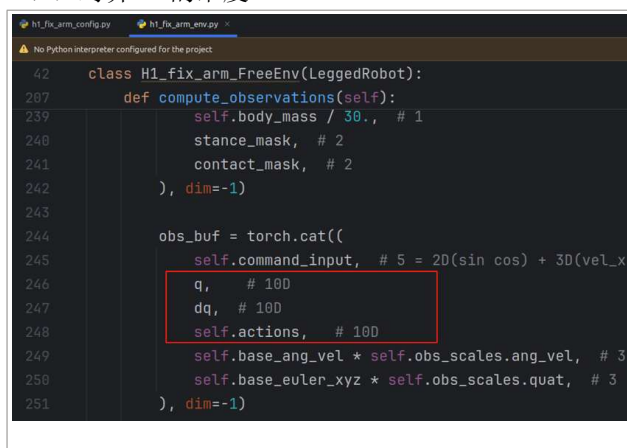 h1_fix_arm_config.py h1_fix_arm_env.py ×
No Python interpreter configured for the project
42 class H1_fix_arm_FreeEnv(LeggedRobot):
207 def compute_observations(self):
239 self.body_mass / 30., # 1
240 stance_mask, # 2
241 contact_mask, # 2
242 ), dim=-1)
243
244 obs_buf = torch.cat((
245 self.command_input, # 5 = 2D(sin cos) + 3D(vel_x
246 q, # 10D
247 dq, # 10D
248 self.actions, # 10D
249 self.base_ang_vel * self.obs_scales.ang_vel, # 3
250 self.base_euler_xyz * self.obs_scales.quat, # 3
251 ), dim=-1)